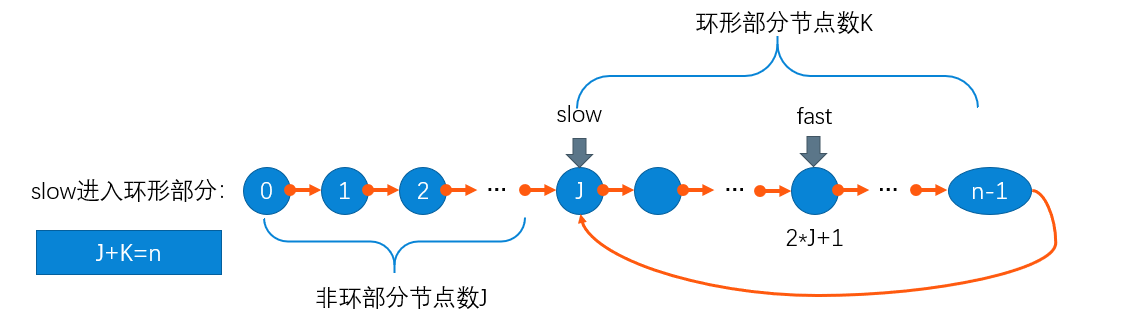 环形部分节点数K
slow
fast
slow进入环形部分：
0
1
2
...
J
...
...
n-1
2*J+1
J+K=n
非环部分节点数J